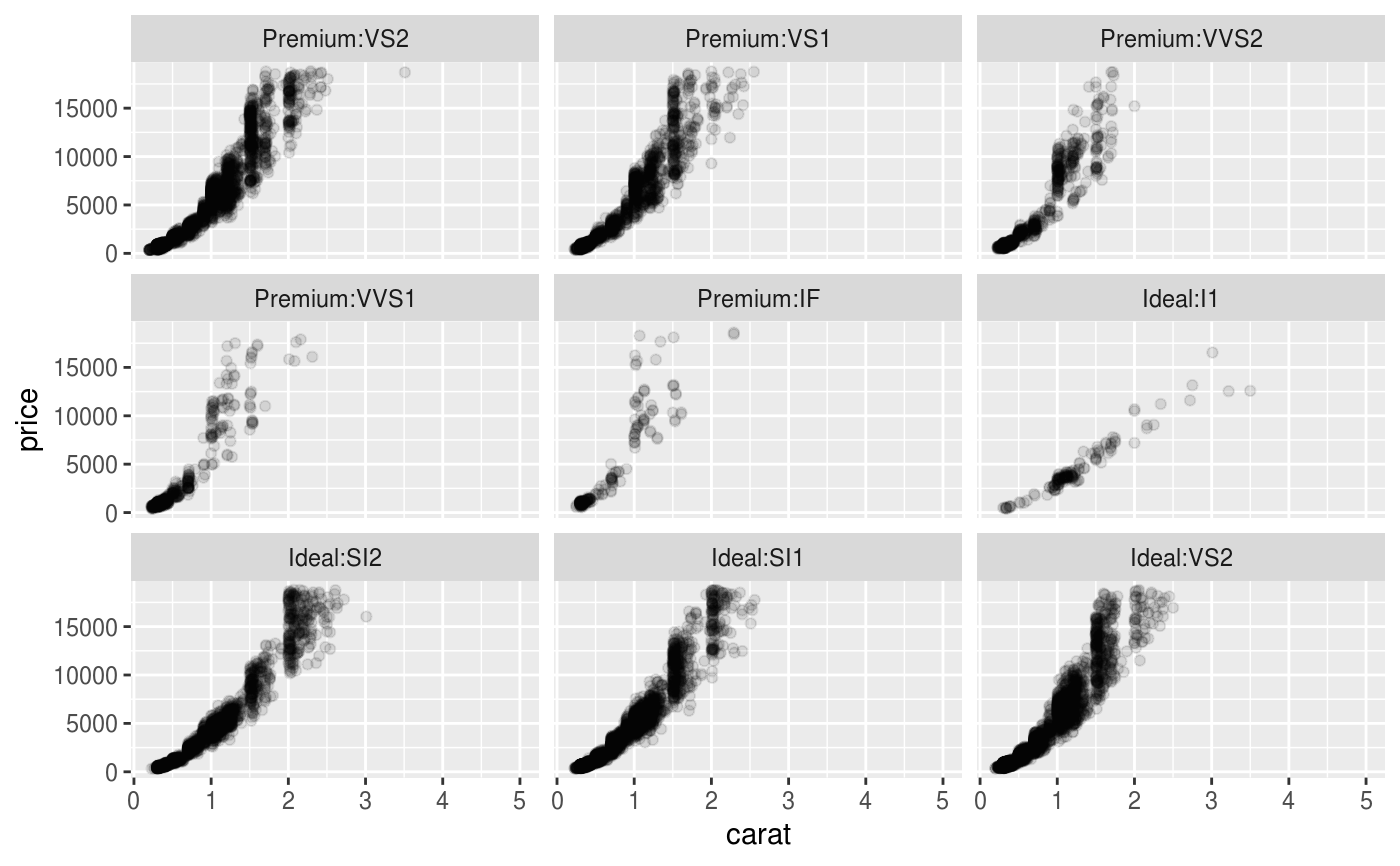 Premium:VS2 Premium:VS1 Premium:VVS2
15000
10000
5000
0
Premium:VVS1 Premium:IF Ideal:I1
15000
10000
5000
0
price
Ideal:SI2 Ideal:SI1 Ideal:VS2
15000
10000
5000
0
0 1 2 3 4 5 0 1 2 3 4 5 0 1 2 3 4 5
carat